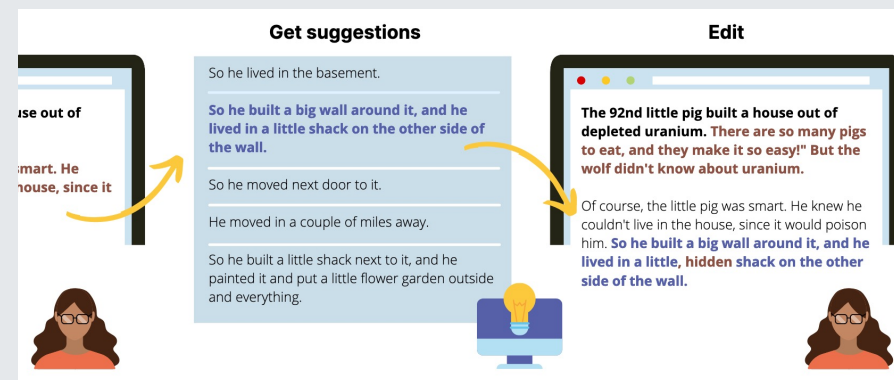 Get suggestions
Edit
use out of
smart. He
house, since it
So he lived in the basement.
So he built a big wall around it, and he
lived in a little shack on the other side of
the wall.
So he moved next door to it.
He moved in a couple of miles away.
So he built a little shack next to it, and he
painted it and put a little flower garden outside
and everything.
The 92nd little pig built a house out of
depleted uranium. There are so many pigs
to eat, and they make it so easy!" But the
wolf didn't know about uranium.
Of course, the little pig was smart. He knew he
couldn't live in the house, since it would poison
him. So he built a big wall around it, and he
lived in a little, hidden shack on the other
side of the wall.